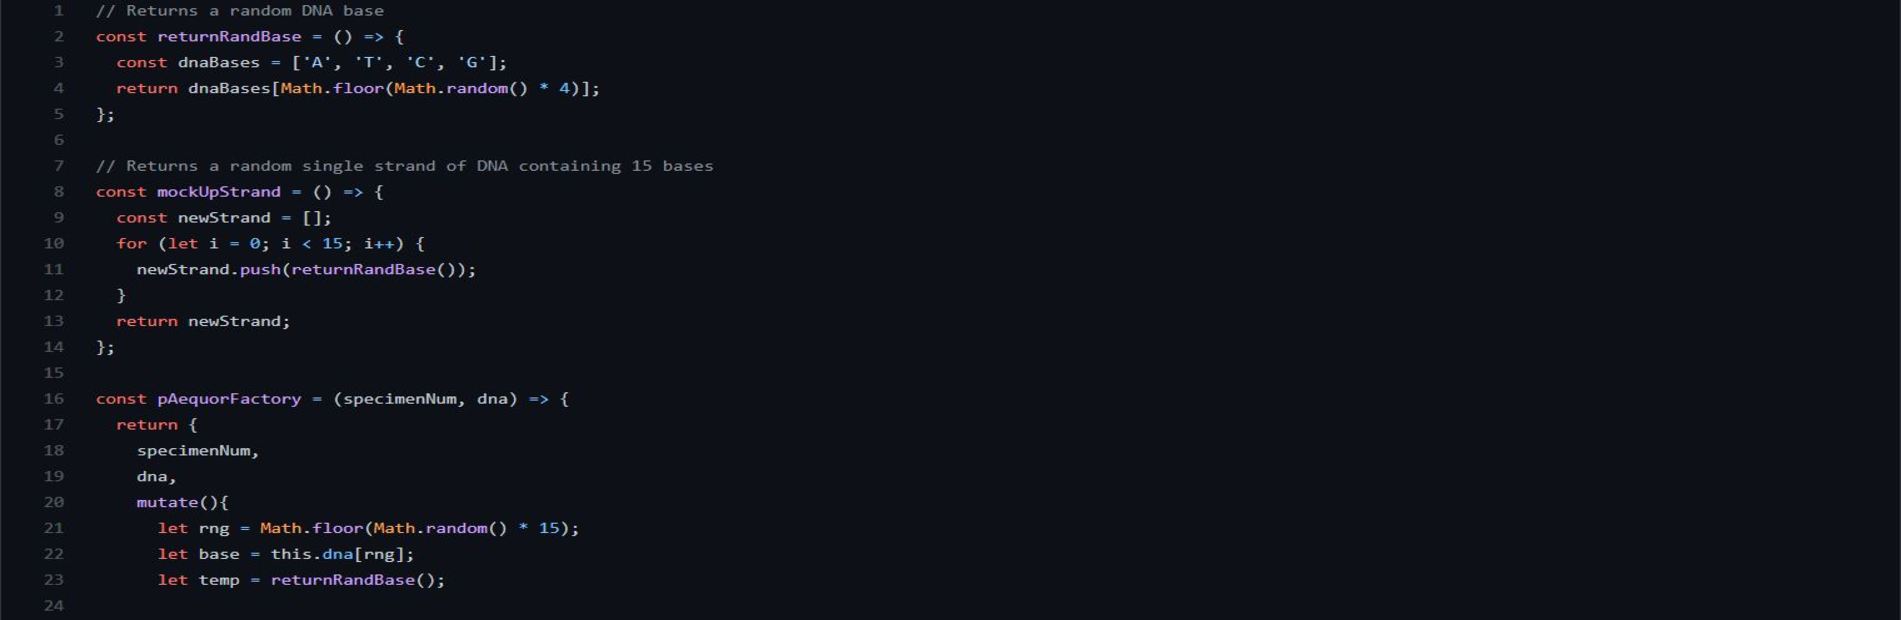 1 // Returns a random DNA base
2 const returnRandBase = () => {
3   const dnaBases = ['A', 'T', 'C', 'G'];
4   return dnaBases[Math.floor(Math.random() * 4)];
5 };
6
7 // Returns a random single strand of DNA containing 15 bases
8 const mockUpStrand = () => {
9   const newStrand = [];
10   for (let i = 0; i < 15; i++) {
11     newStrand.push(returnRandBase());
12   }
13   return newStrand;
14 };
15
16 const pAequorFactory = (specimenNum, dna) => {
17   return {
18     specimenNum,
19     dna,
20     mutate(){
21       let rng = Math.floor(Math.random() * 15);
22       let base = this.dna[rng];
23       let temp = returnRandBase();
24